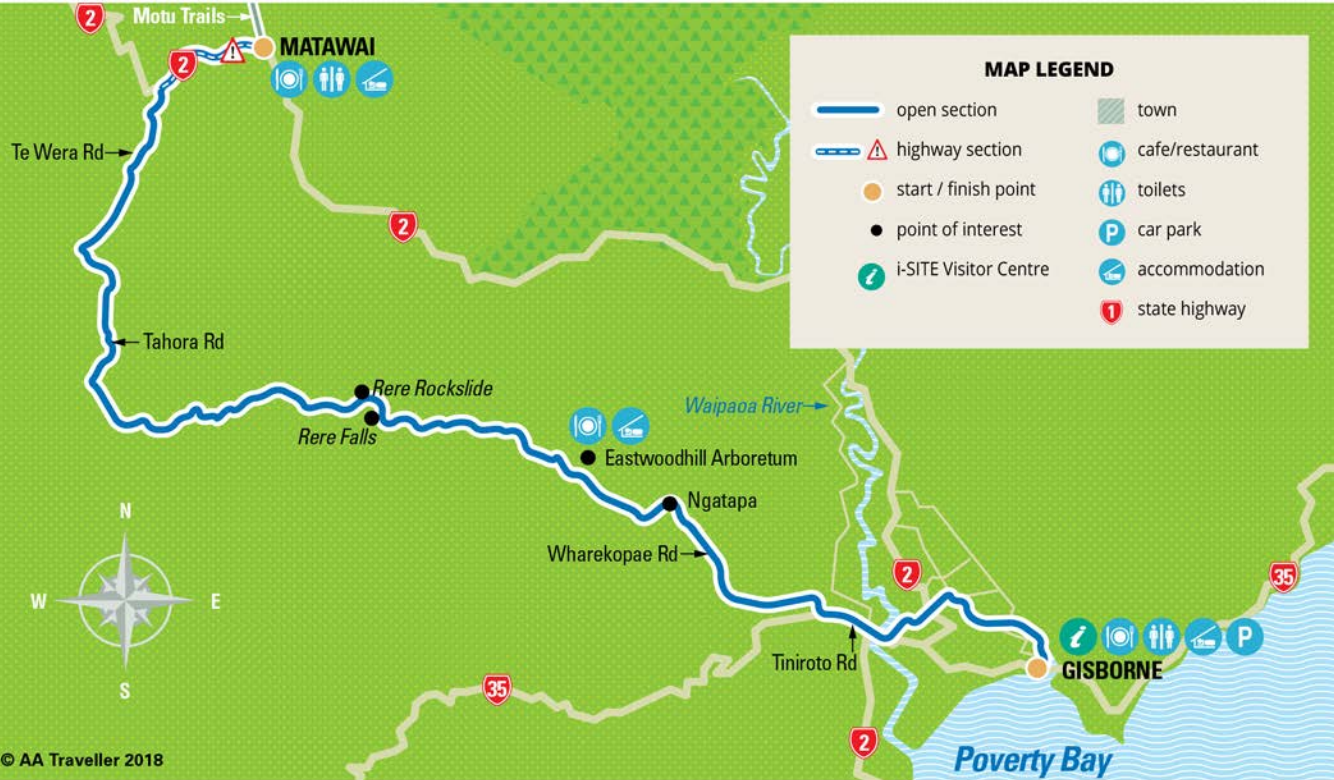 2
Motu Trails
MATAWAI
2
Te Wera Rd
2
Tahora Rd
Rere Rockslide
Rere Falls
Eastwoodhill Arboretum
Ngatapa
Wharekopae Rd
Waipaoa River
2
35
Tiniroto Rd
i
P
GISBORNE
35
2
Poverty Bay
N
W
E
S
MAP LEGEND
open section
! highway section
start / finish point
point of interest
i i-SITE Visitor Centre
town
cafe/restaurant
toilets
P car park
accommodation
1 state highway
© AA Traveller 2018